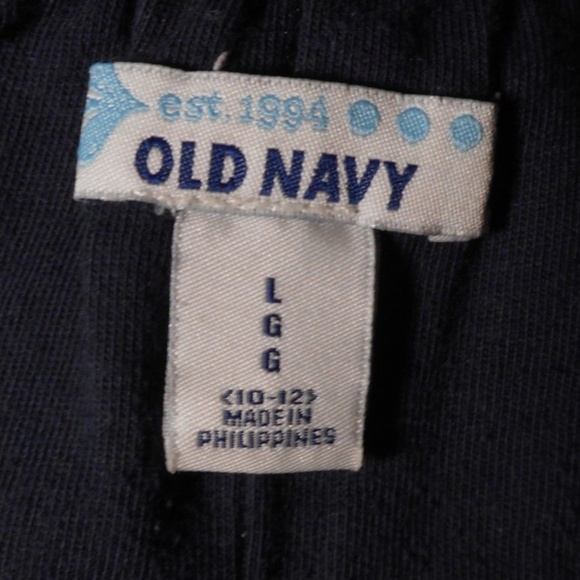 est. 1994
OLD NAVY
L
G
G
<10-12>
MADE IN
PHILIPPINES